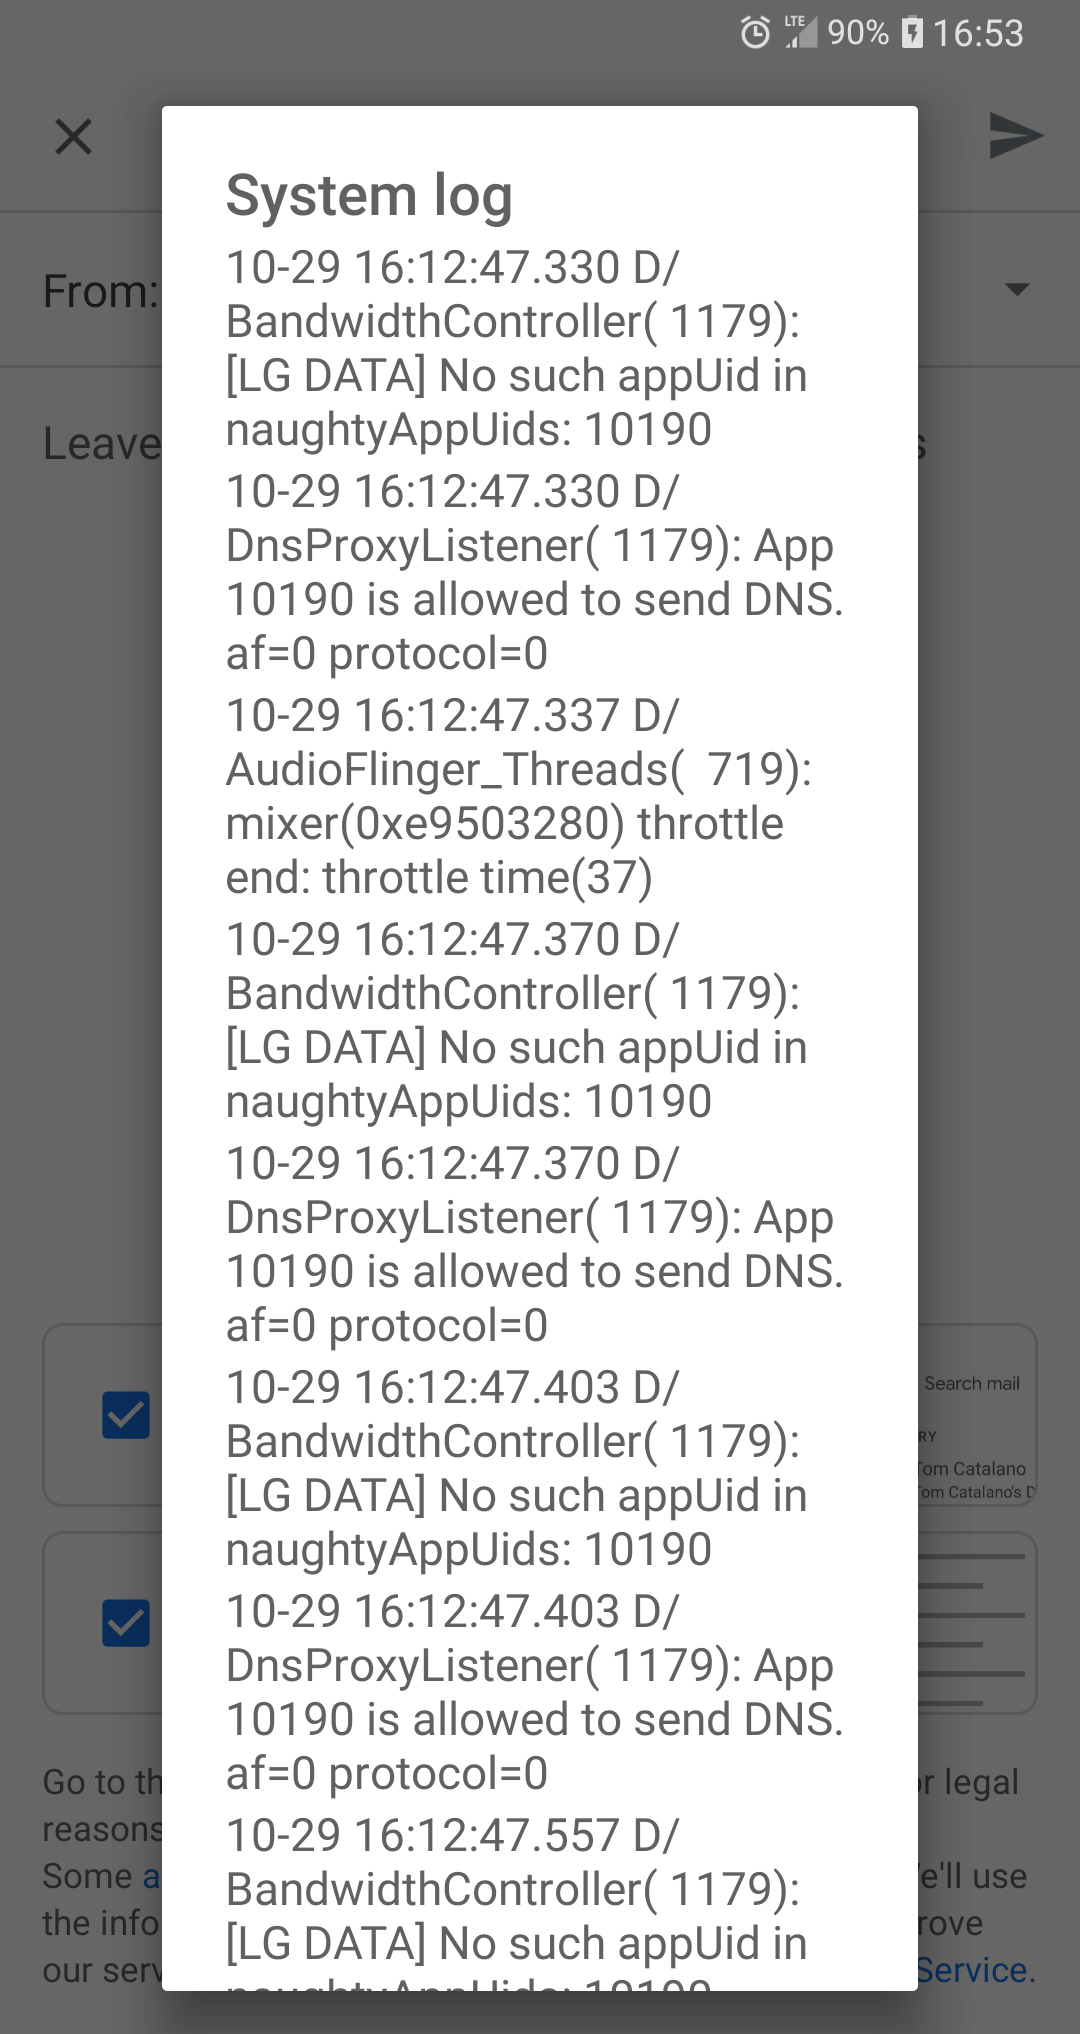 LTE 90% 16:53
System log
10-29 16:12:47.330 D/
BandwidthController( 1179):
[LG DATA] No such appUid in
naughtyAppUids: 10190
10-29 16:12:47.330 D/
DnsProxyListener( 1179): App
10190 is allowed to send DNS.
af=0 protocol=0
10-29 16:12:47.337 D/
AudioFlinger_Threads(  719):
mixer(0xe9503280) throttle
end: throttle time(37)
10-29 16:12:47.370 D/
BandwidthController( 1179):
[LG DATA] No such appUid in
naughtyAppUids: 10190
10-29 16:12:47.370 D/
DnsProxyListener( 1179): App
10190 is allowed to send DNS.
af=0 protocol=0
10-29 16:12:47.403 D/
BandwidthController( 1179):
[LG DATA] No such appUid in
naughtyAppUids: 10190
10-29 16:12:47.403 D/
DnsProxyListener( 1179): App
10190 is allowed to send DNS.
af=0 protocol=0
10-29 16:12:47.557 D/
BandwidthController( 1179):
[LG DATA] No such appUid in
naughtyAppUids: 10190
From:
Leave
Search mail
RY
Tom Catalano
Tom Catalano's D
Go to th
r legal
reasons
Some a
e'll use
the info
rove
our serv
Service.